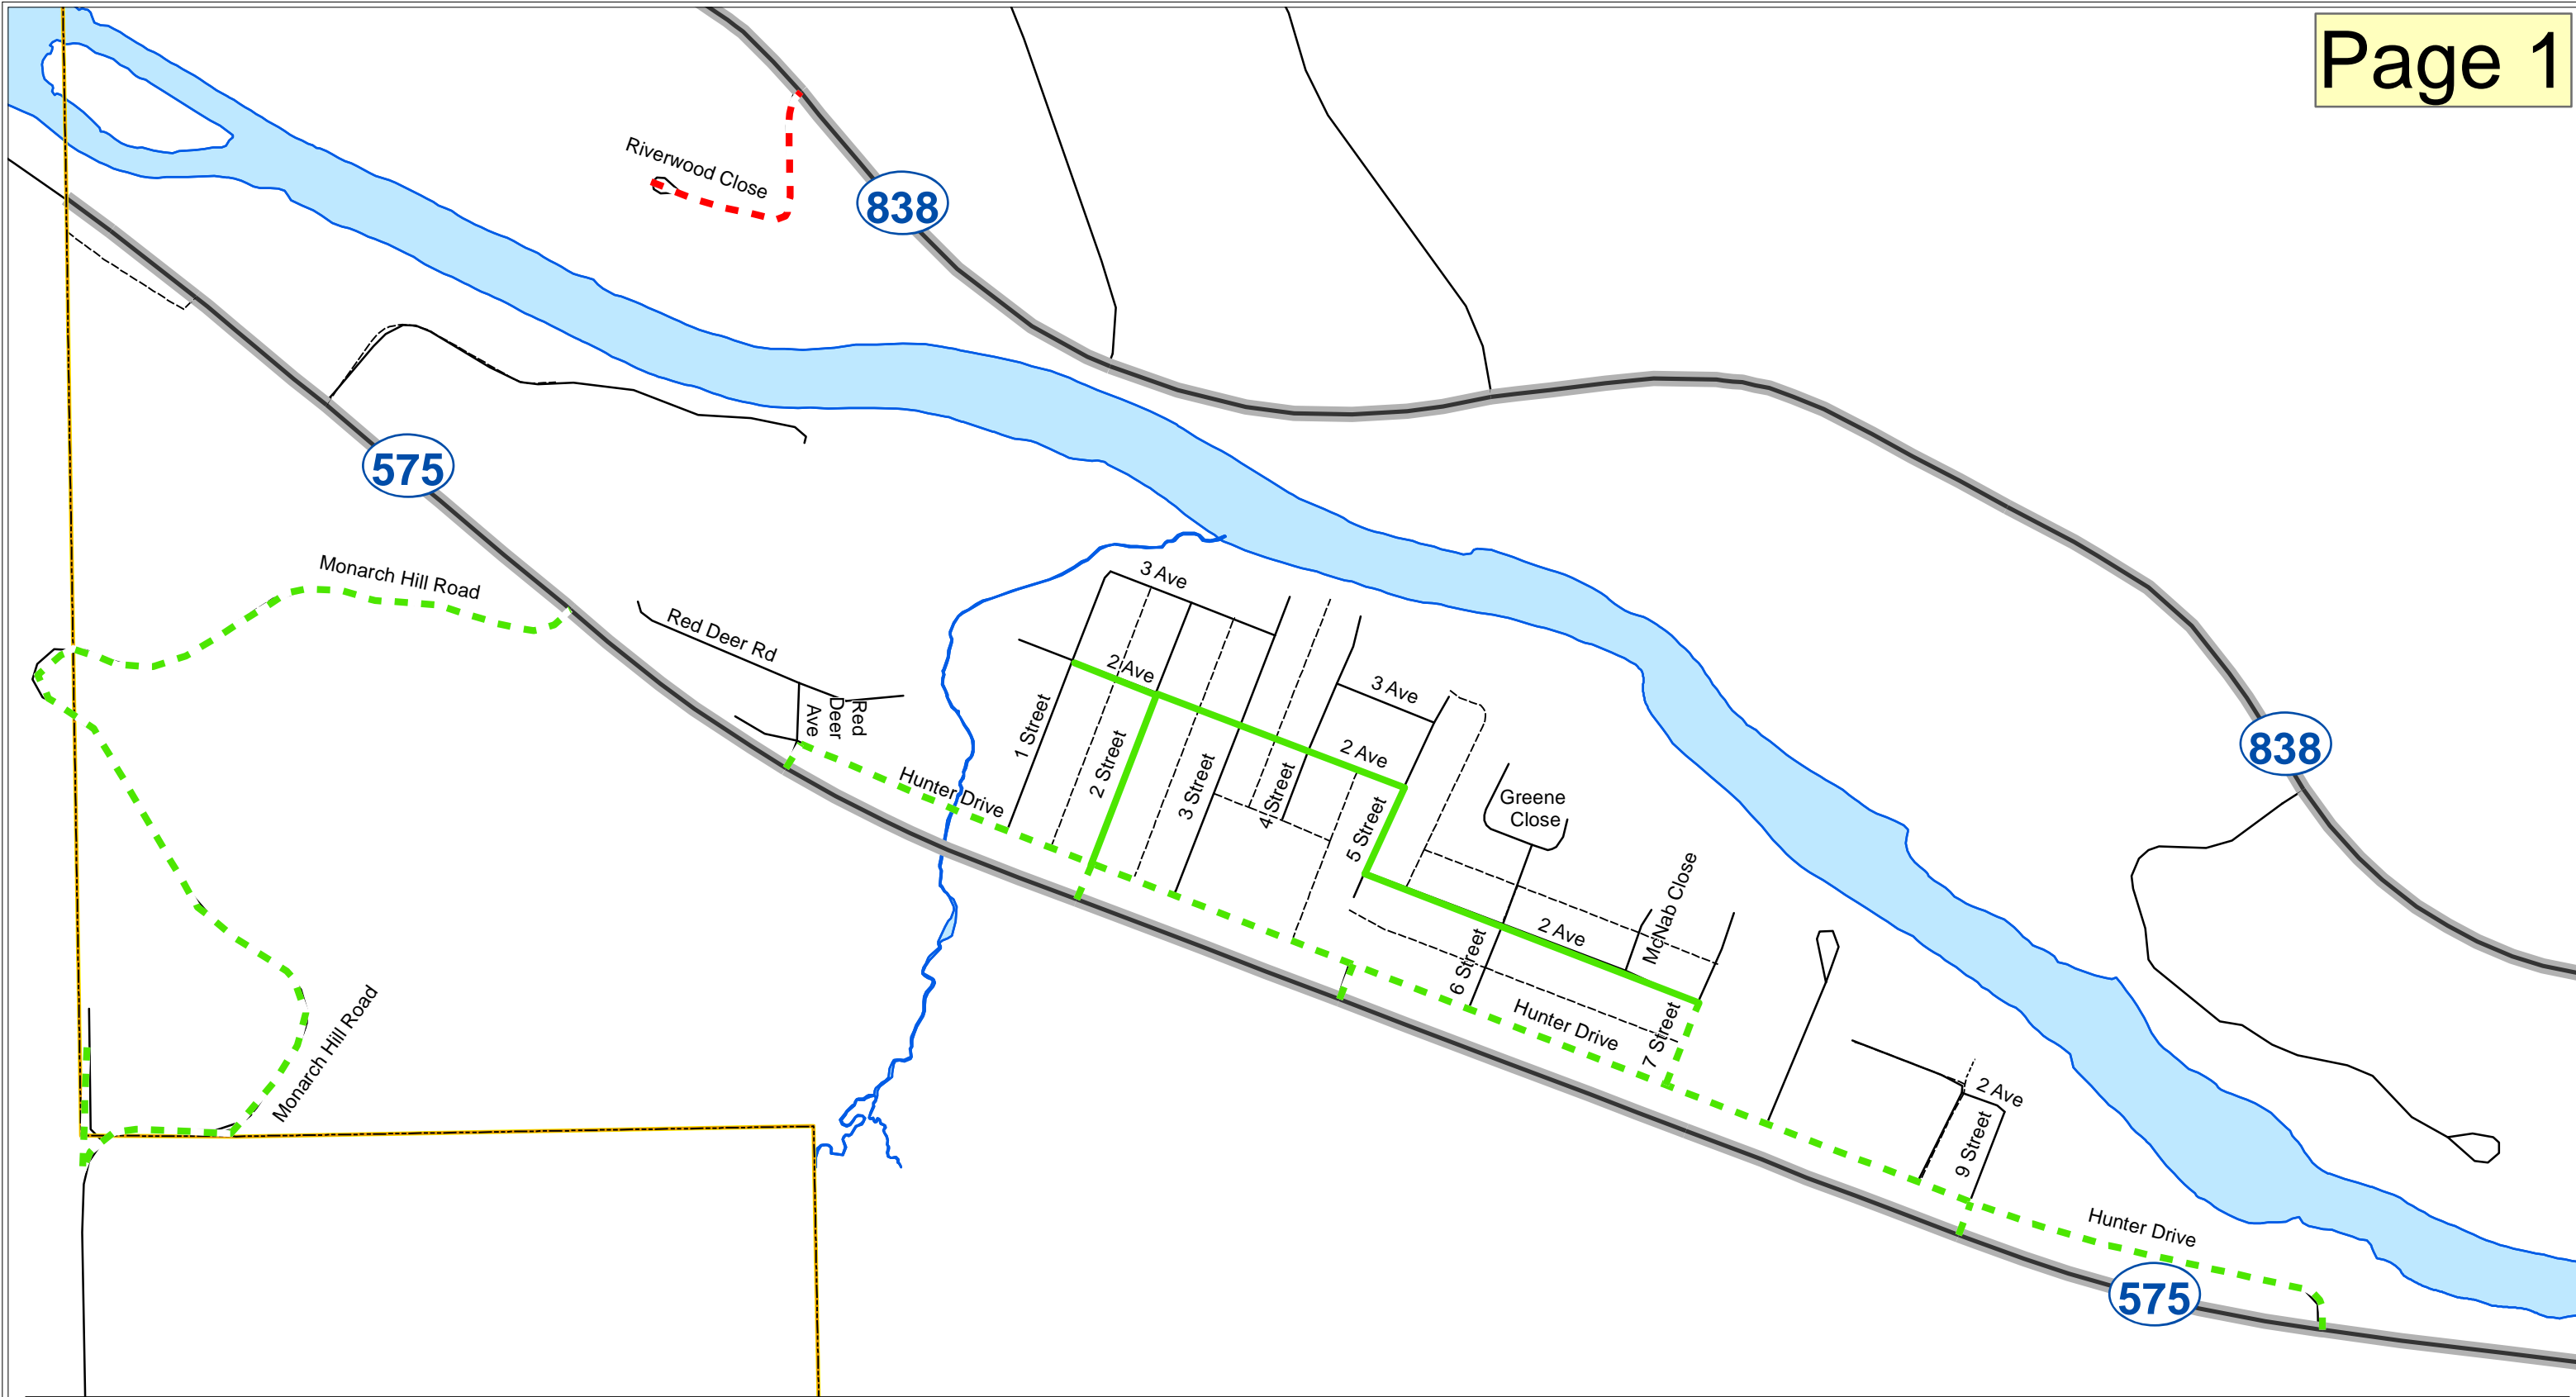 Page 1
Riverwood Close
838
575
Monarch Hill Road
3 Ave
Red Deer Rd
2 Ave
3 Ave
Red
Deer
Ave
1 Street
2 Street
2 Ave
838
Hunter Drive
3 Street
4 Street
5 Street
Greene
Close
McNab Close
2 Ave
6 Street
Hunter Drive
7 Street
Monarch Hill Road
2 Ave
9 Street
Hunter Drive
575